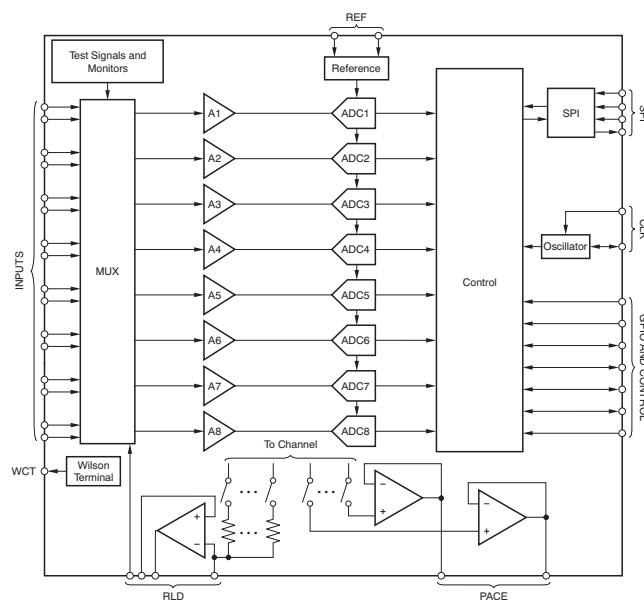 REF
Test Signals and
Monitors
Reference
A1
ADC1
SPI
SPI
A2
ADC2
A3
ADC3
CLK
A4
ADC4
Oscillator
INPUTS
MUX
Control
A5
ADC5
A6
ADC6
GPIO AND CONTROL
A7
ADC7
A8
ADC8
To Channel
WCT
Wilson
Terminal
RLD
PACE